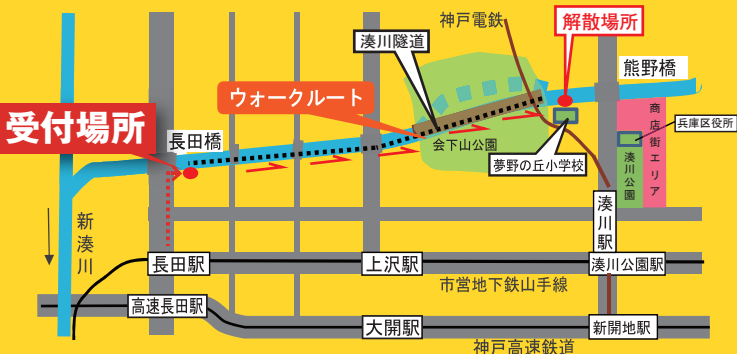 神戸電鉄
解散場所
湊川隧道
熊野橋
ウォークルート
受付場所
長田橋
商店街エリア
兵庫区役所
会下山公園
夢野の丘小学校
湊川公園
新湊川
湊川駅
長田駅
上沢駅
湊川公園駅
市営地下鉄山手線
高速長田駅
大開駅
新開地駅
神戸高速鉄道